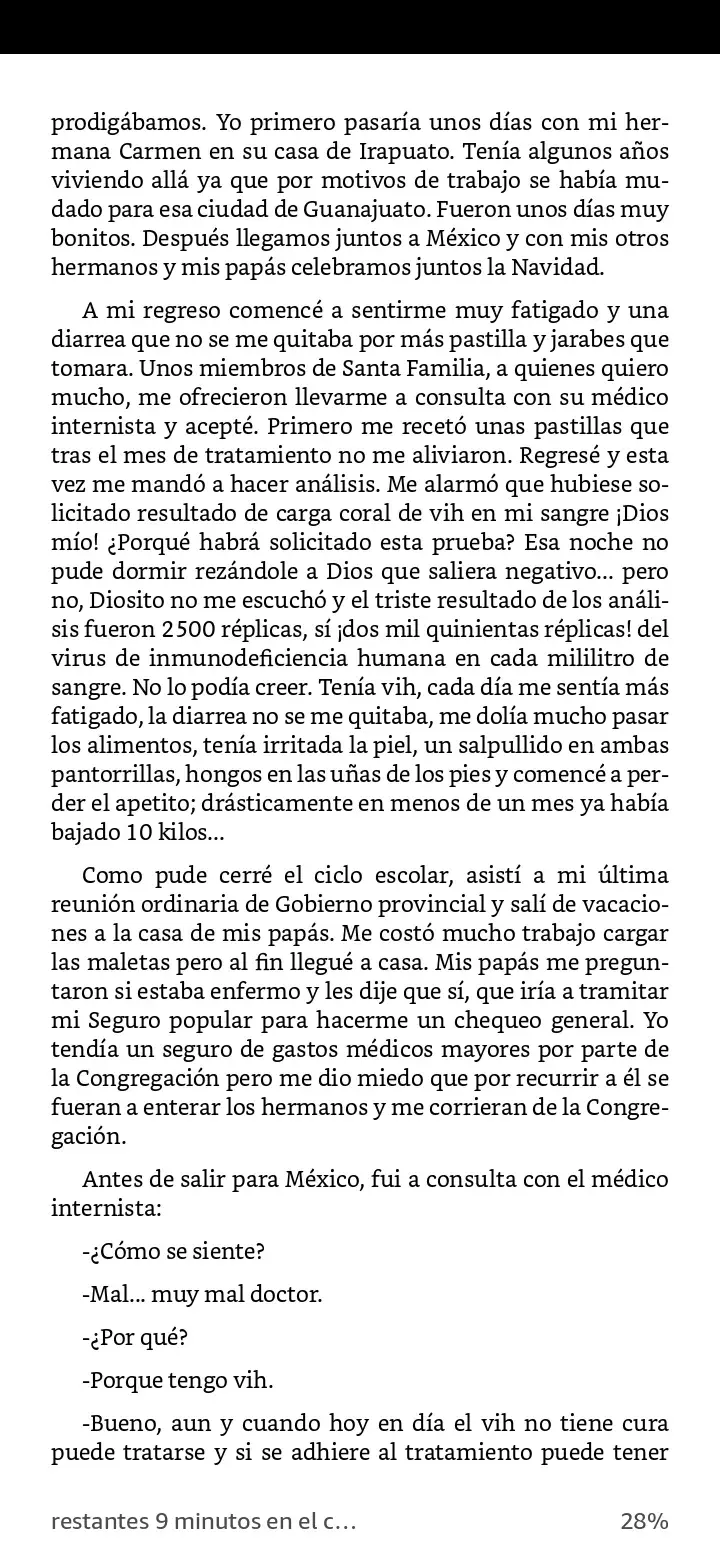 prodigábamos. Yo primero pasaría unos días con mi her-
mana Carmen en su casa de Irapuato. Tenía algunos años
viviendo allá ya que por motivos de trabajo se había mu-
dado para esa ciudad de Guanajuato. Fueron unos días muy
bonitos. Después llegamos juntos a México y con mis otros
hermanos y mis papás celebramos juntos la Navidad.
A mi regreso comencé a sentirme muy fatigado y una
diarrea que no se me quitaba por más pastilla y jarabes que
tomara. Unos miembros de Santa Familia, a quienes quiero
mucho, me ofrecieron llevarme a consulta con su médico
internista y acepté. Primero me recetó unas pastillas que
tras el mes de tratamiento no me aliviaron. Regresé y esta
vez me mandó a hacer análisis. Me alarmó que hubiese so-
licitado resultado de carga coral de vih en mi sangre ¡Dios
mío! ¿Porqué habrá solicitado esta prueba? Esa noche no
pude dormir rezándole a Dios que saliera negativo... pero
no, Diosito no me escuchó y el triste resultado de los análi-
sis fueron 2500 réplicas, sí ¡dos mil quinientas réplicas! del
virus de inmunodeficiencia humana en cada mililitro de
sangre. No lo podía creer. Tenía vih, cada día me sentía más
fatigado, la diarrea no se me quitaba, me dolía mucho pasar
los alimentos, tenía irritada la piel, un salpullido en ambas
pantorrillas, hongos en las uñas de los pies y comencé a per-
der el apetito; drásticamente en menos de un mes ya había
bajado 10 kilos...
Como pude cerré el ciclo escolar, asistí a mi última
reunión ordinaria de Gobierno provincial y salí de vacacio-
nes a la casa de mis papás. Me costó mucho trabajo cargar
las maletas pero al fin llegué a casa. Mis papás me pregun-
taron si estaba enfermo y les dije que sí, que iría a tramitar
mi Seguro popular para hacerme un chequeo general. Yo
tendía un seguro de gastos médicos mayores por parte de
la Congregación pero me dio miedo que por recurrir a él se
fueran a enterar los hermanos y me corrieran de la Congre-
gación.
Antes de salir para México, fui a consulta con el médico
internista:
-¿Cómo se siente?
-Mal... muy mal doctor.
-¿Por qué?
-Porque tengo vih.
-Bueno, aun y cuando hoy en día el vih no tiene cura
puede tratarse y si se adhiere al tratamiento puede tener
restantes 9 minutos en el c... 28%